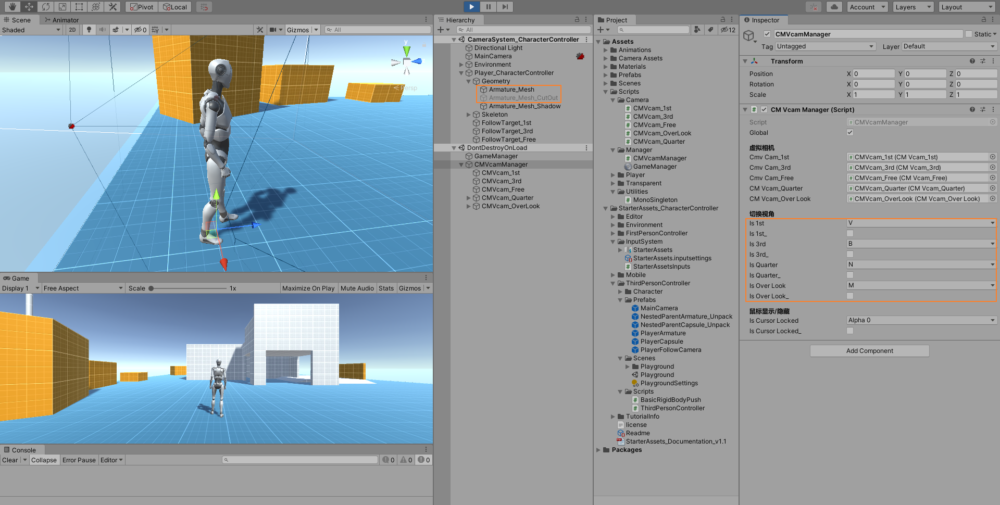 Pivot Local Account Layers Layout
Scene Animator
Shaded 2D 0 Gizmos All
y
Persp
Game
Display 1 Free Aspect Scale 1x Maximize On Play Mute Audio Stats Gizmos
Console
Clear Collapse Error Pause Editor 0 0 0
Hierarchy
All
CameraSystem_CharacterController
Directional Light
MainCamera
Environment
Player_CharacterController
Geometry
Armature_Mesh
Armature_Mesh_CutOut
Armature_Mesh_Shadow
Skeleton
FollowTarget_1st
FollowTarget_3rd
FollowTarget_Free
DontDestroyOnLoad
GameManager
CMVcamManager
CMVcam_1st
CMVcam_3rd
CMVcam_Free
CMVcam_Quarter
CMVcam_OverLook
Project
12
Assets
Animations
Camera Assets
Materials
Prefabs
Scenes
Scripts
Camera
CMVcam_1st
CMVcam_3rd
CMVcam_Free
CMVcam_OverLook
CMVcam_Quarter
Manager
CMVcamManager
GameManager
Player
Transparent
Utilities
MonoSingleton
StarterAssets_CharacterController
Editor
Environment
FirstPersonController
InputSystem
StarterAssets
StarterAssets.inputsettings
StarterAssetsInputs
Mobile
ThirdPersonController
Character
Prefabs
MainCamera
NestedParentArmature_Unpack
NestedParentCapsule_Unpack
PlayerArmature
PlayerCapsule
PlayerFollowCamera
Scenes
Playground
Playground
PlaygroundSettings
Scripts
BasicRigidBodyPush
ThirdPersonController
TutorialInfo
license
Readme
StarterAssets_Documentation_v1.1
Packages
Inspector
CMVcamManager Static
Tag Untagged Layer Default
Transform
Position X 0 Y 0 Z 0
Rotation X 0 Y 0 Z 0
Scale X 1 Y 1 Z 1
# CM Vcam Manager (Script)
Script CMVcamManager
Global
虚拟相机
Cmv Cam_1st CMVcam_1st (CM Vcam_1st)
Cmv Cam_3rd CMVcam_3rd (CM Vcam_3rd)
Cmv Cam_Free CMVcam_Free (CM Vcam_Free)
CM Vcam_Quarter CMVcam_Quarter (CM Vcam_Quarter)
CM Vcam_Over Look CMVcam_OverLook (CM Vcam_Over Look)
切换视角
Is 1st V
Is 1st_
Is 3rd B
Is 3rd_
Is Quarter N
Is Quarter_
Is Over Look M
Is Over Look_
鼠标显示/隐藏
Is Cursor Locked Alpha 0
Is Cursor Locked_
Add Component